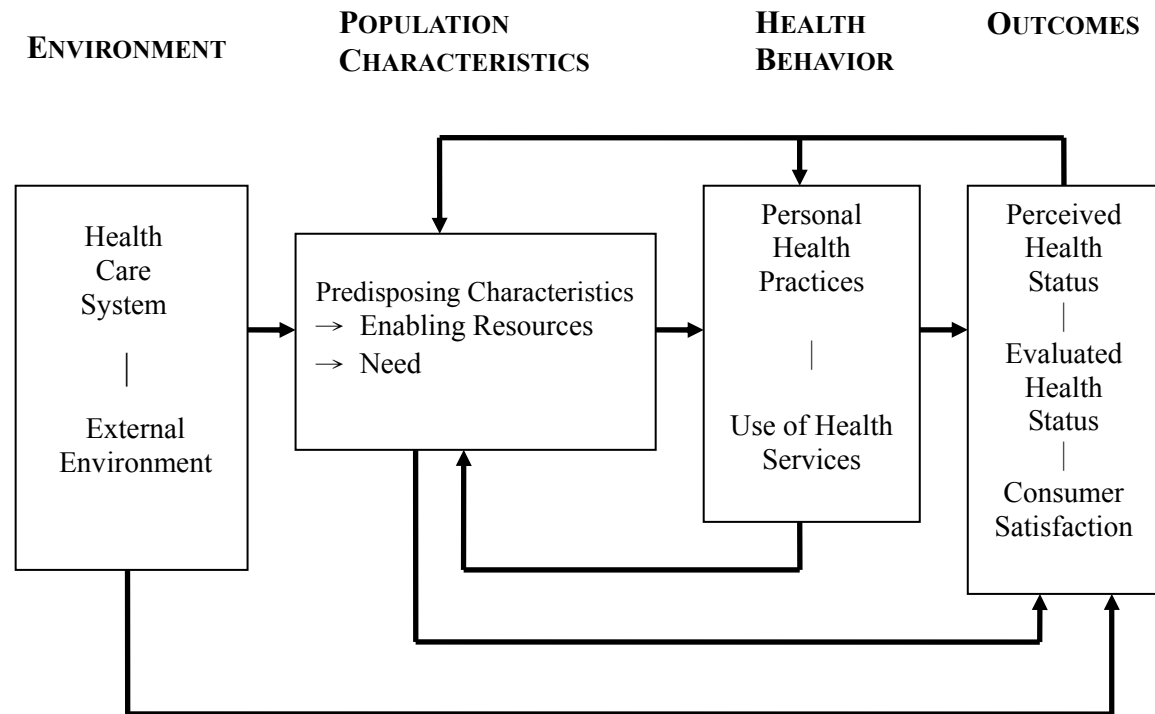 ENVIRONMENT
POPULATION
CHARACTERISTICS
HEALTH
BEHAVIOR
OUTCOMES
Health
Care
System
External
Environment
Predisposing Characteristics
→ Enabling Resources
→ Need
Personal
Health
Practices
Use of Health
Services
Perceived
Health
Status
Evaluated
Health
Status
Consumer
Satisfaction